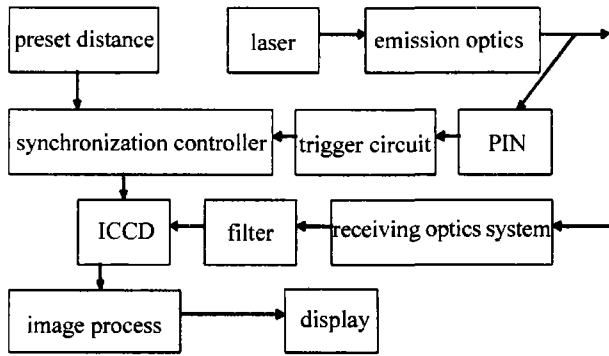 preset distance
laser
emission optics
synchronization controller
trigger circuit
PIN
ICCD
filter
receiving optics system
image process
display